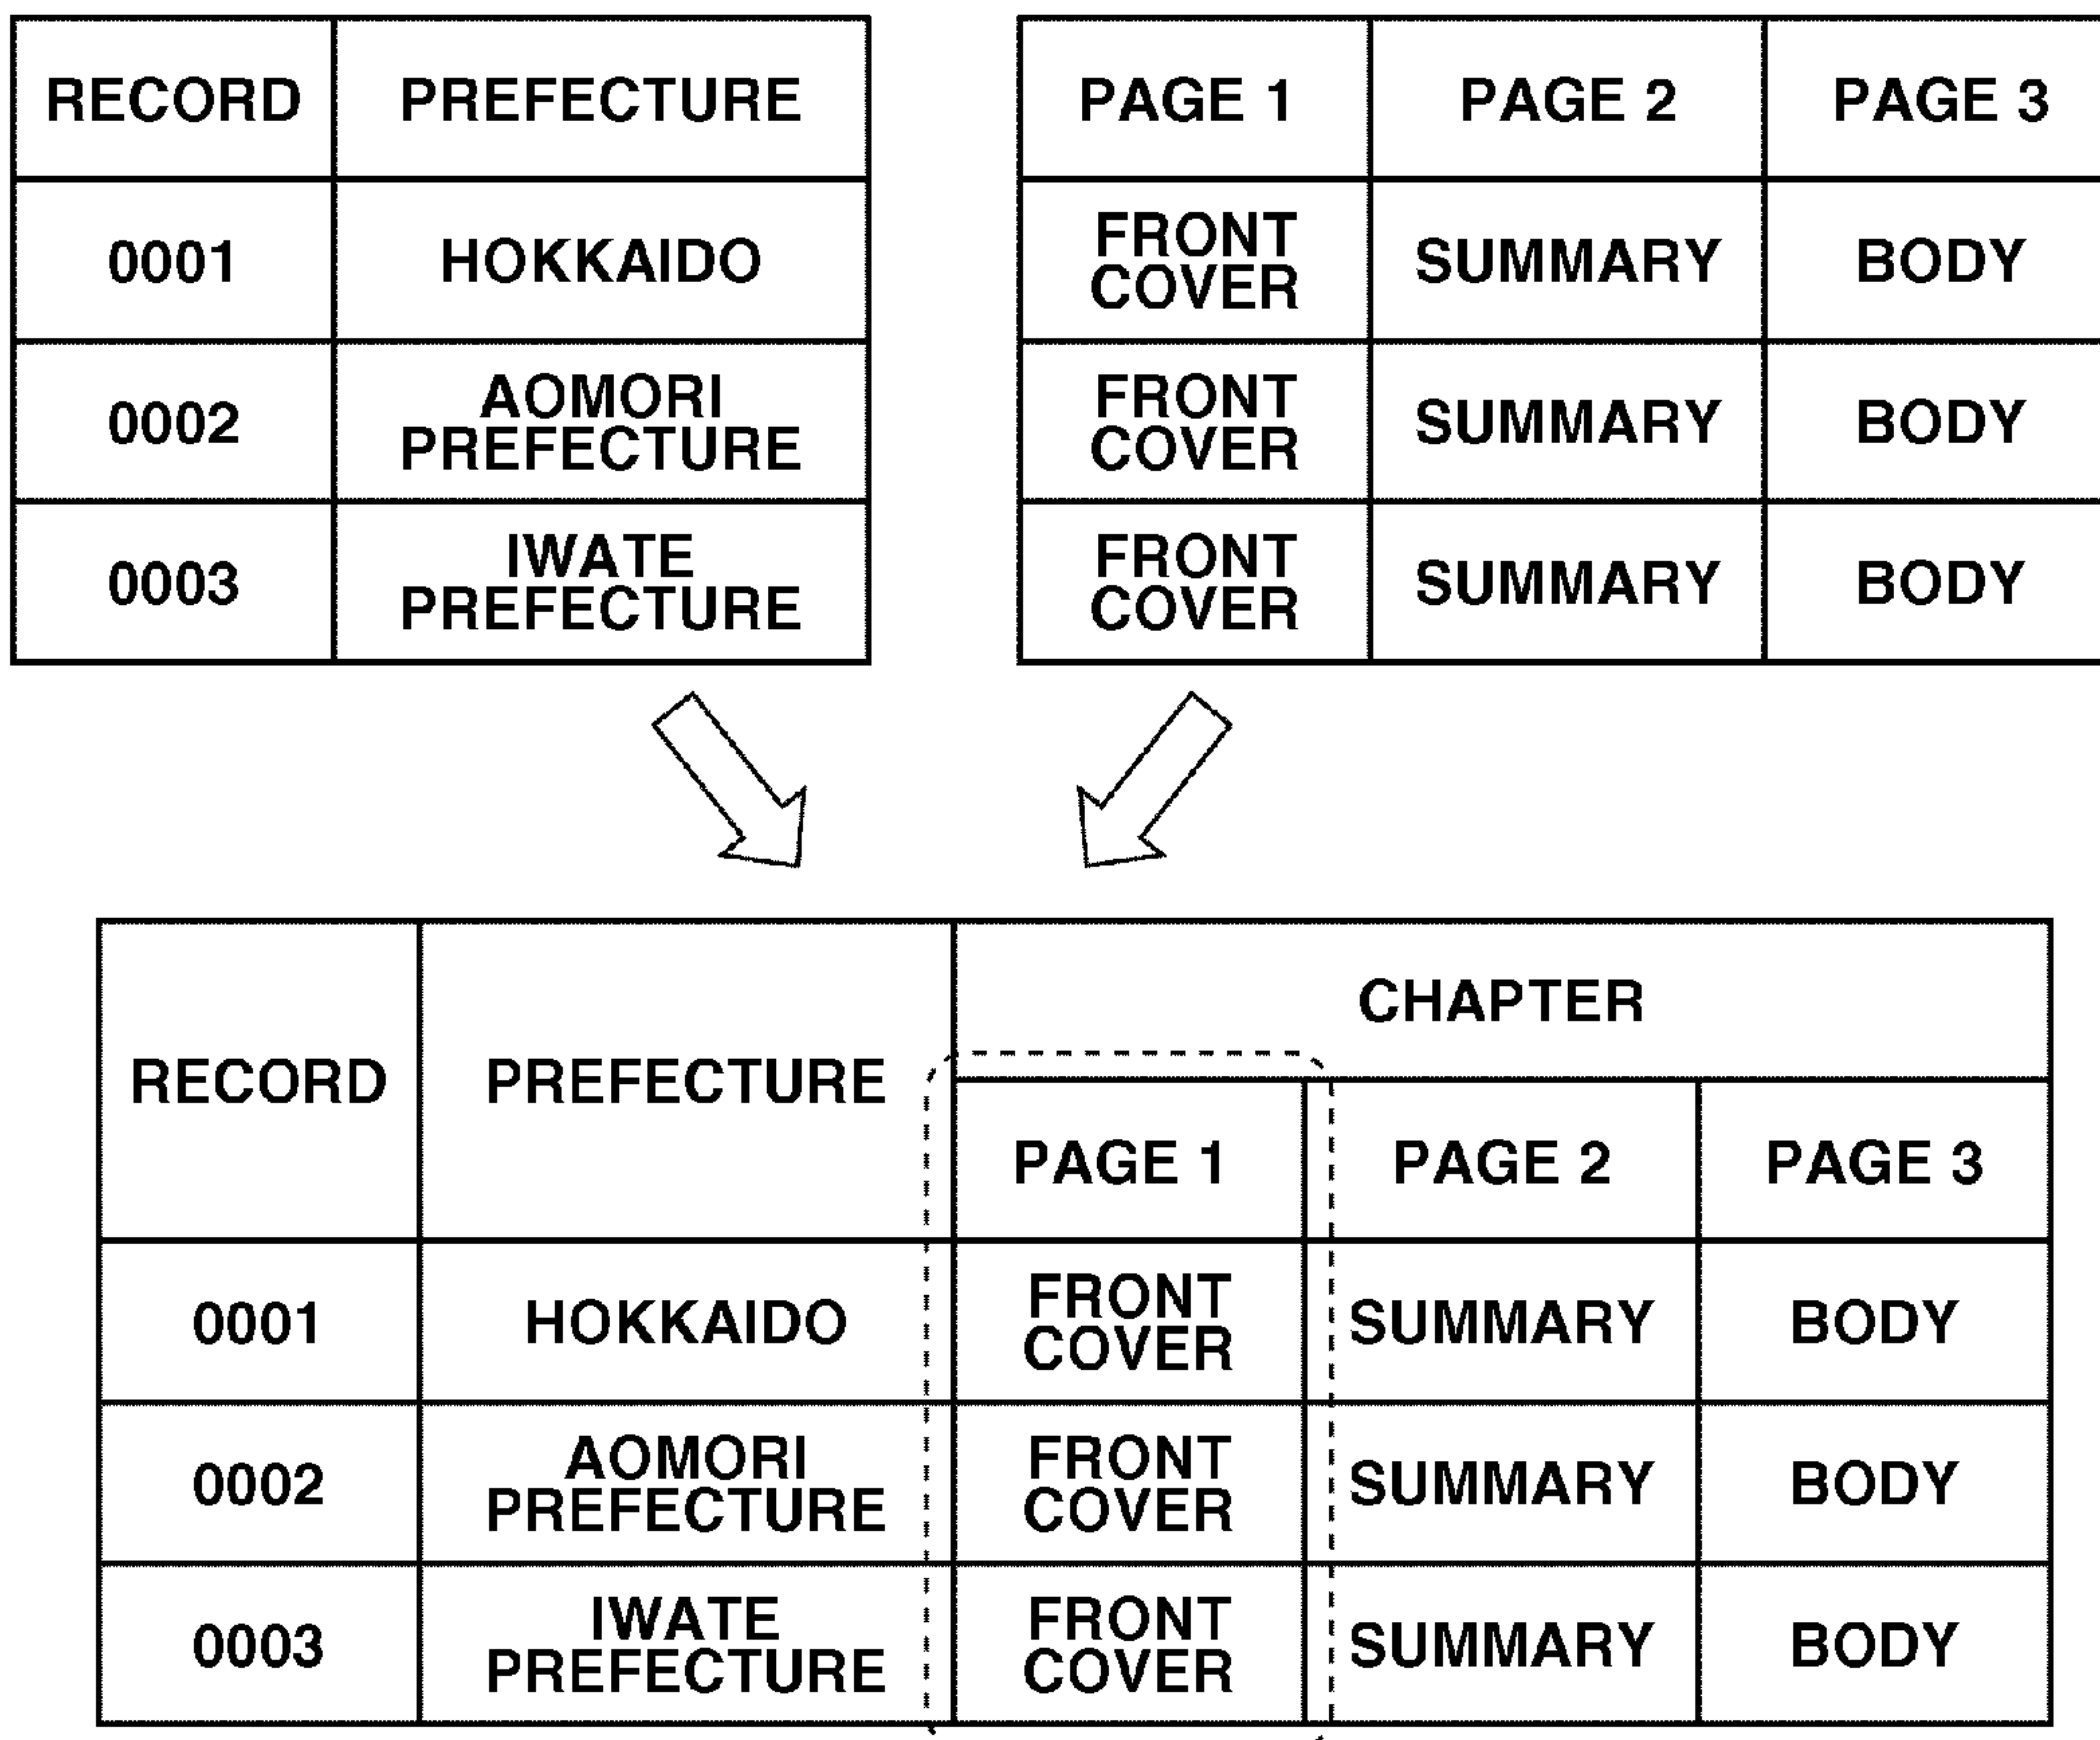 RECORD PREFECTURE
0001 HOKKAIDO
0002 AOMORI
PREFECTURE
0003 IWATE
PREFECTURE
PAGE 1 PAGE 2 PAGE 3
FRONT
COVER SUMMARY BODY
FRONT
COVER SUMMARY BODY
FRONT
COVER SUMMARY BODY
RECORD PREFECTURE CHAPTER
PAGE 1 PAGE 2 PAGE 3
0001 HOKKAIDO FRONT
COVER SUMMARY BODY
0002 AOMORI
PREFECTURE FRONT
COVER SUMMARY BODY
0003 IWATE
PREFECTURE FRONT
COVER SUMMARY BODY